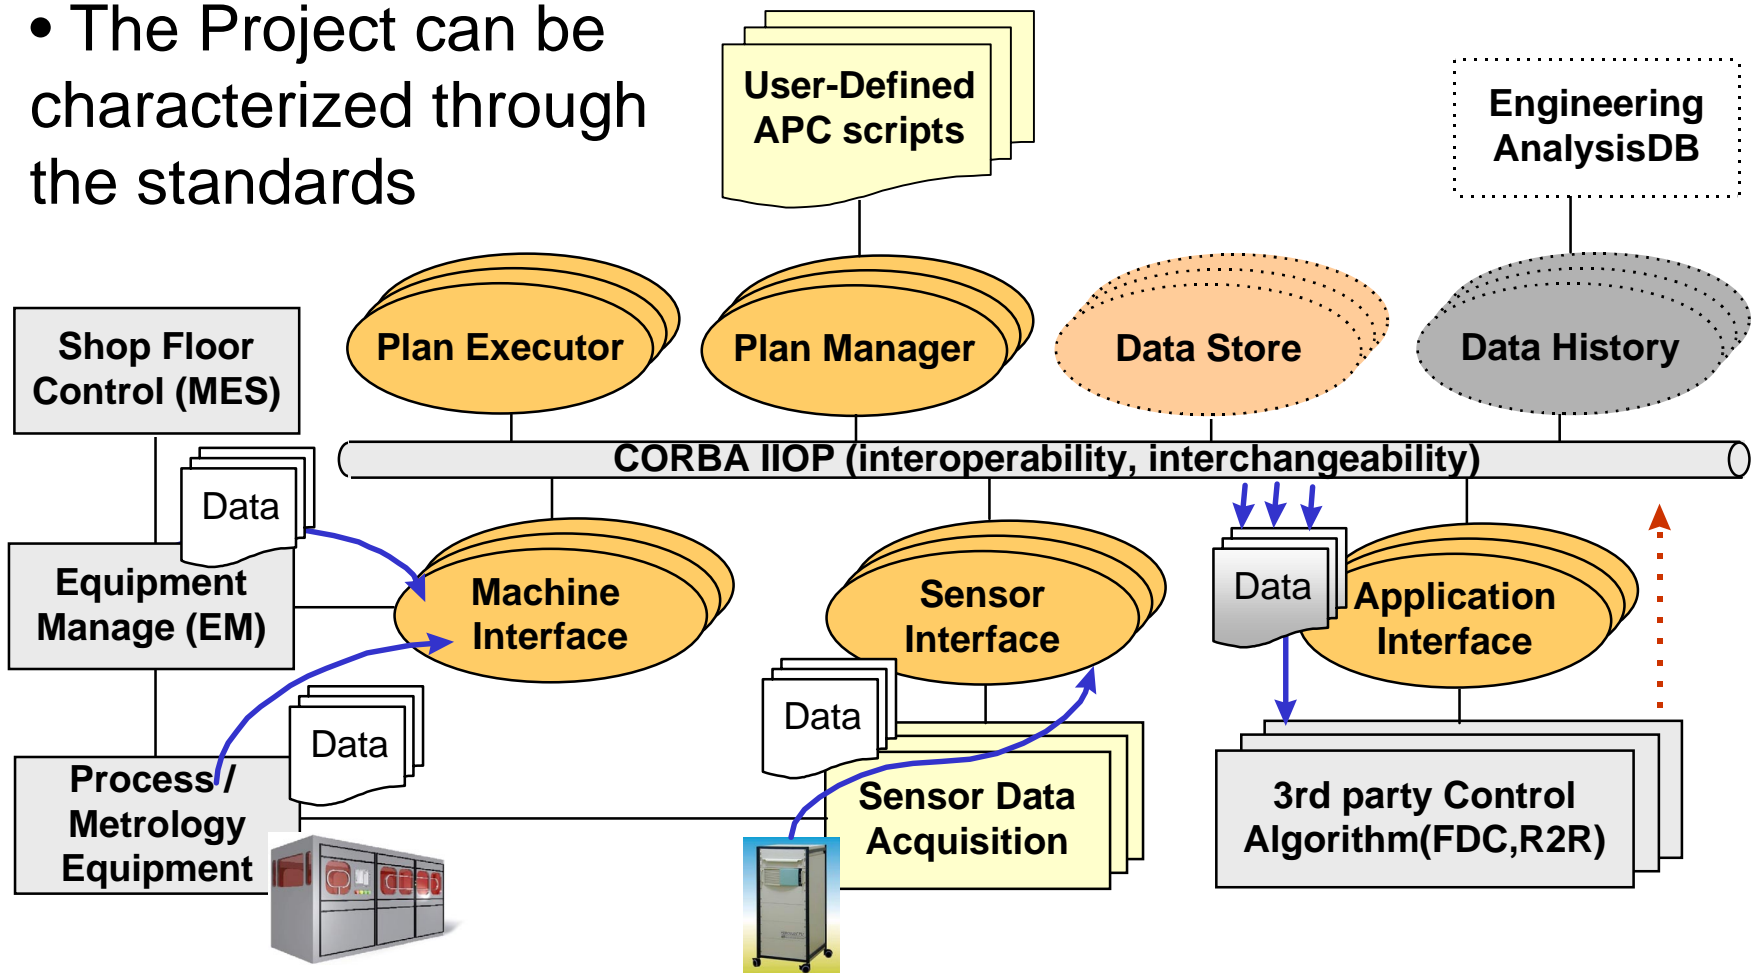 • The Project can be
characterized through
the standards
User-Defined
APC scripts
Engineering
AnalysisDB
Shop Floor
Control (MES)
Plan Executor
Plan Manager
Data Store
Data History
CORBA IIOP (interoperability, interchangeability)
Data
Equipment
Manage (EM)
Machine
Interface
Sensor
Interface
Data
Application
Interface
Data
Data
Process /
Metrology
Equipment
Sensor Data
Acquisition
3rd party Control
Algorithm(FDC,R2R)